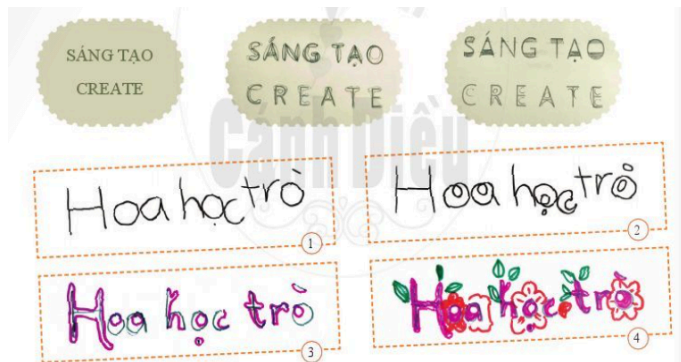 SÁNG TẠO
CREATE
SÁNG TẠO
CREATE
SÁNG TẠO
CREATE
Cánh Diều
Hoa học trò
1
Hoa học trò
2
Hoa học trò
3
Hoa học trò
4